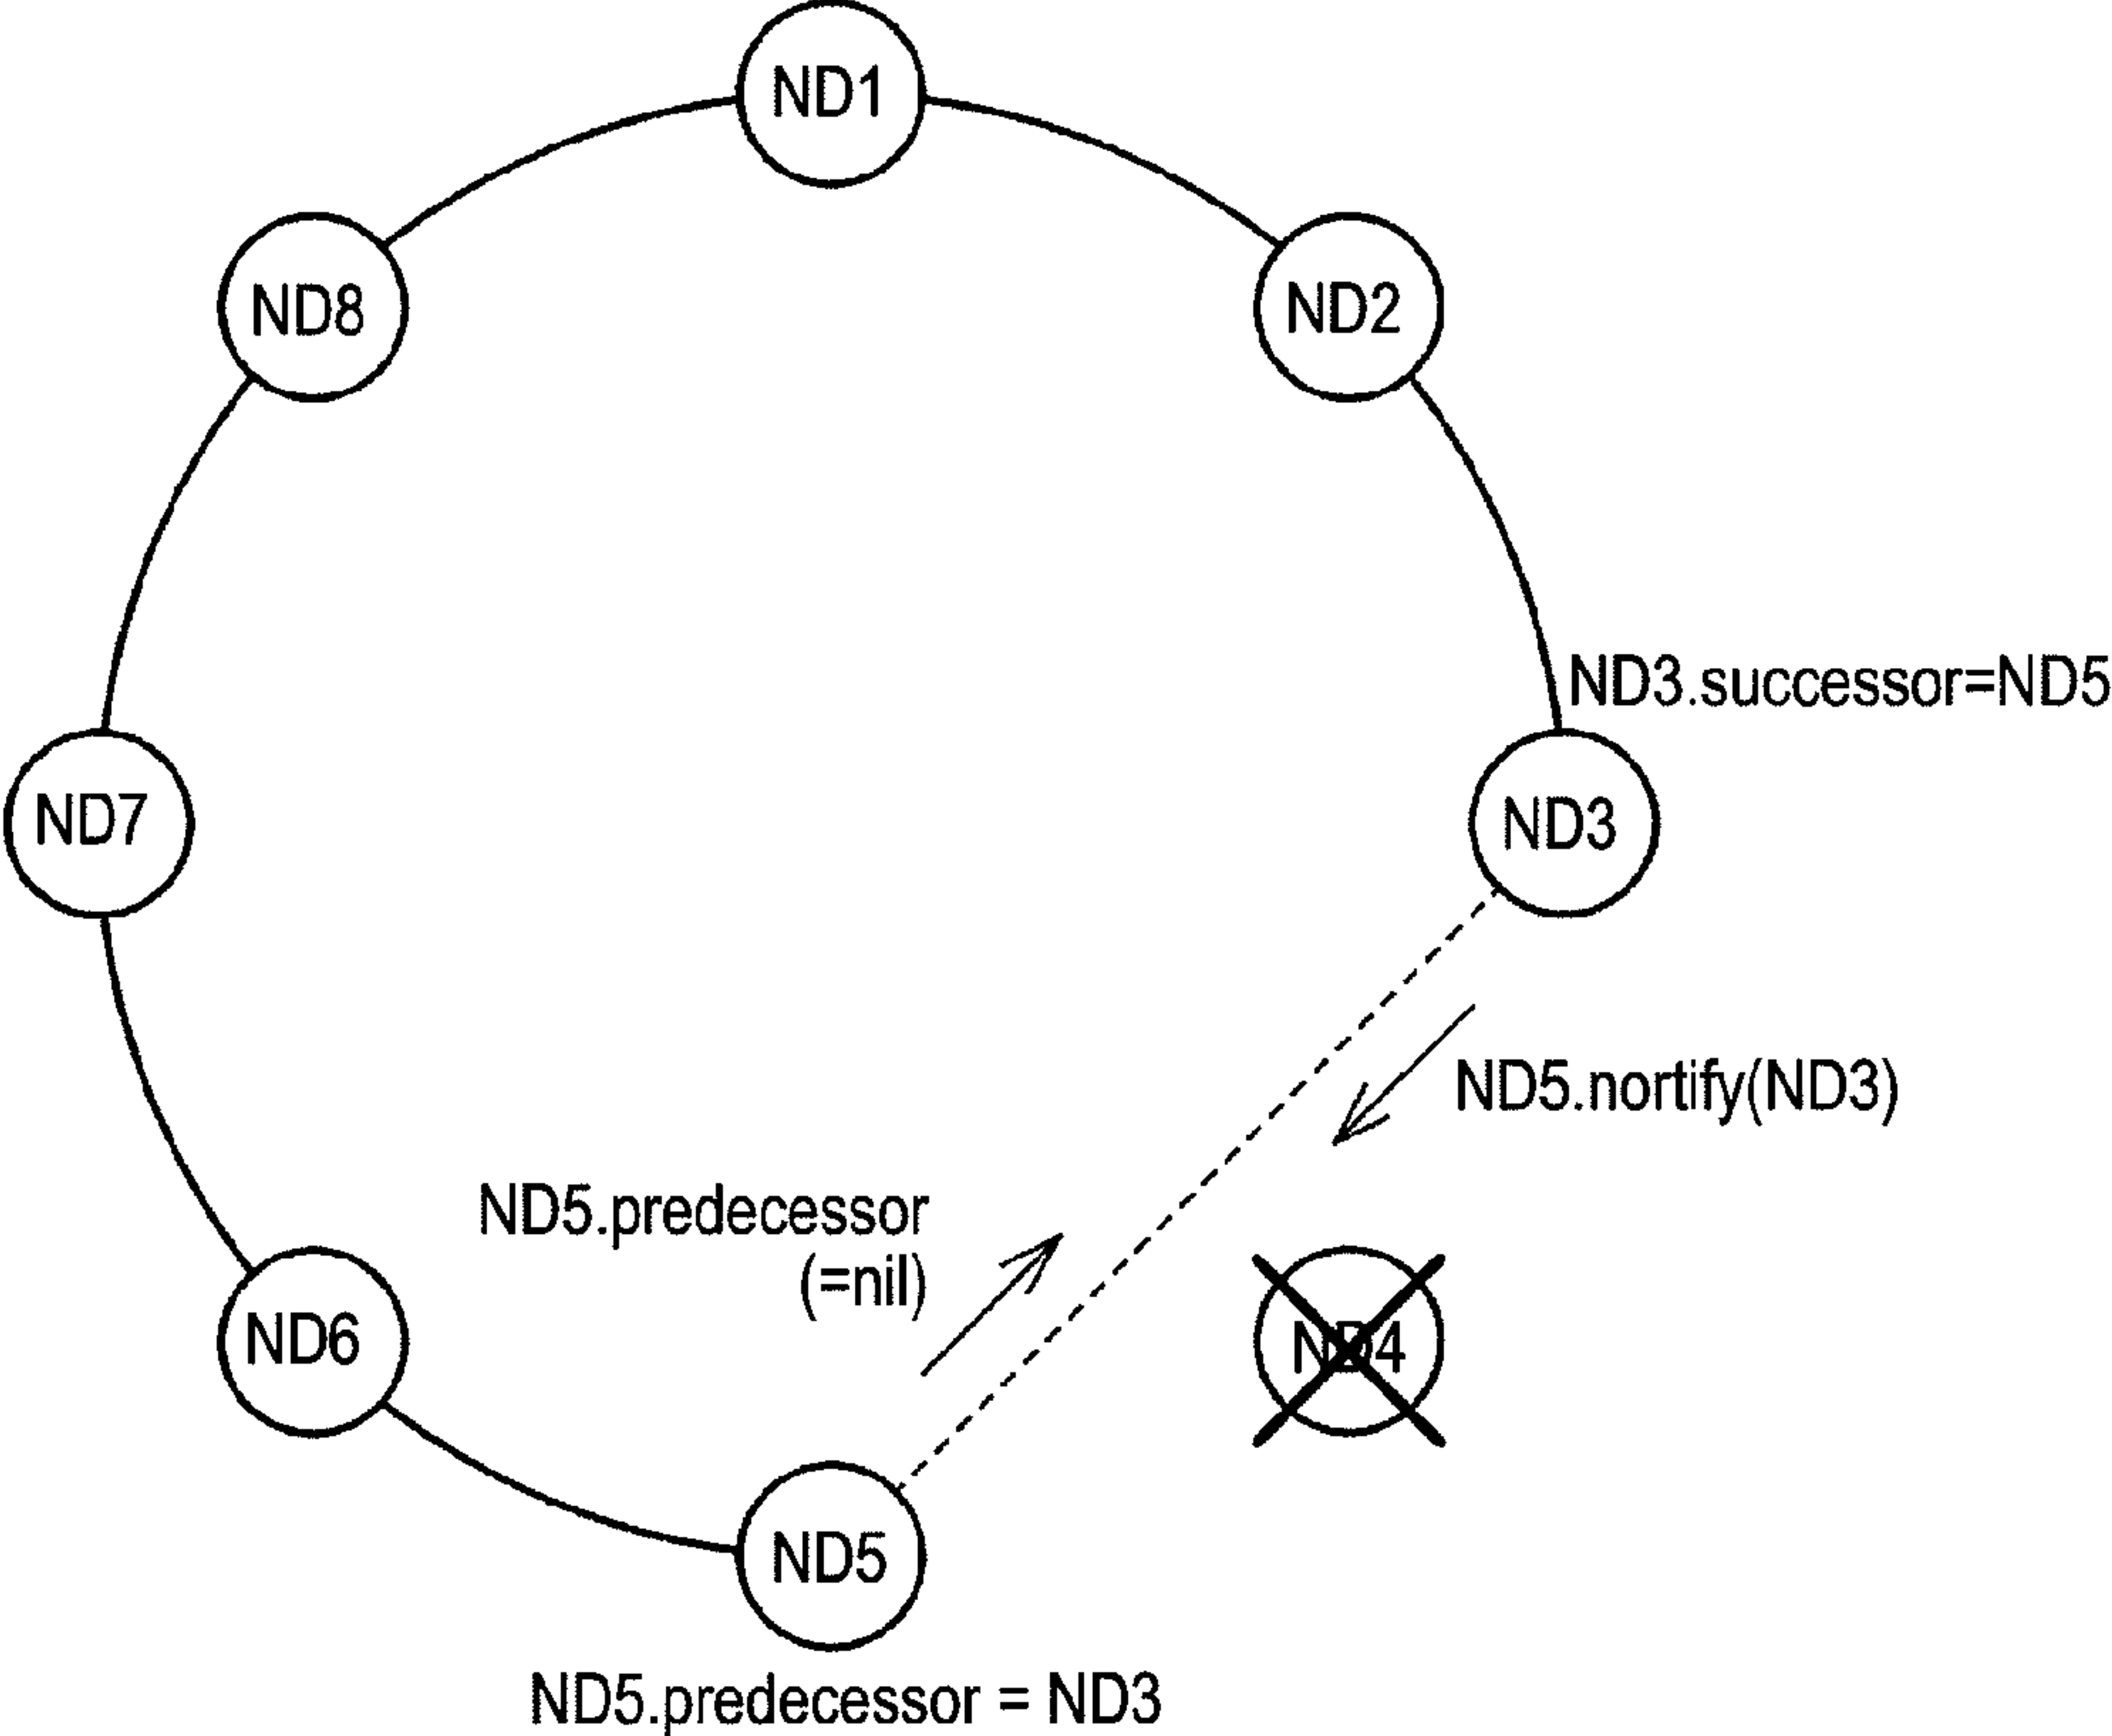 ND1
ND8
ND2
ND3.successor=ND5
ND7
ND3
ND5.nortify(ND3)
ND5.predecessor
(=nil)
ND6
ND4
ND5
ND5.predecessor = ND3